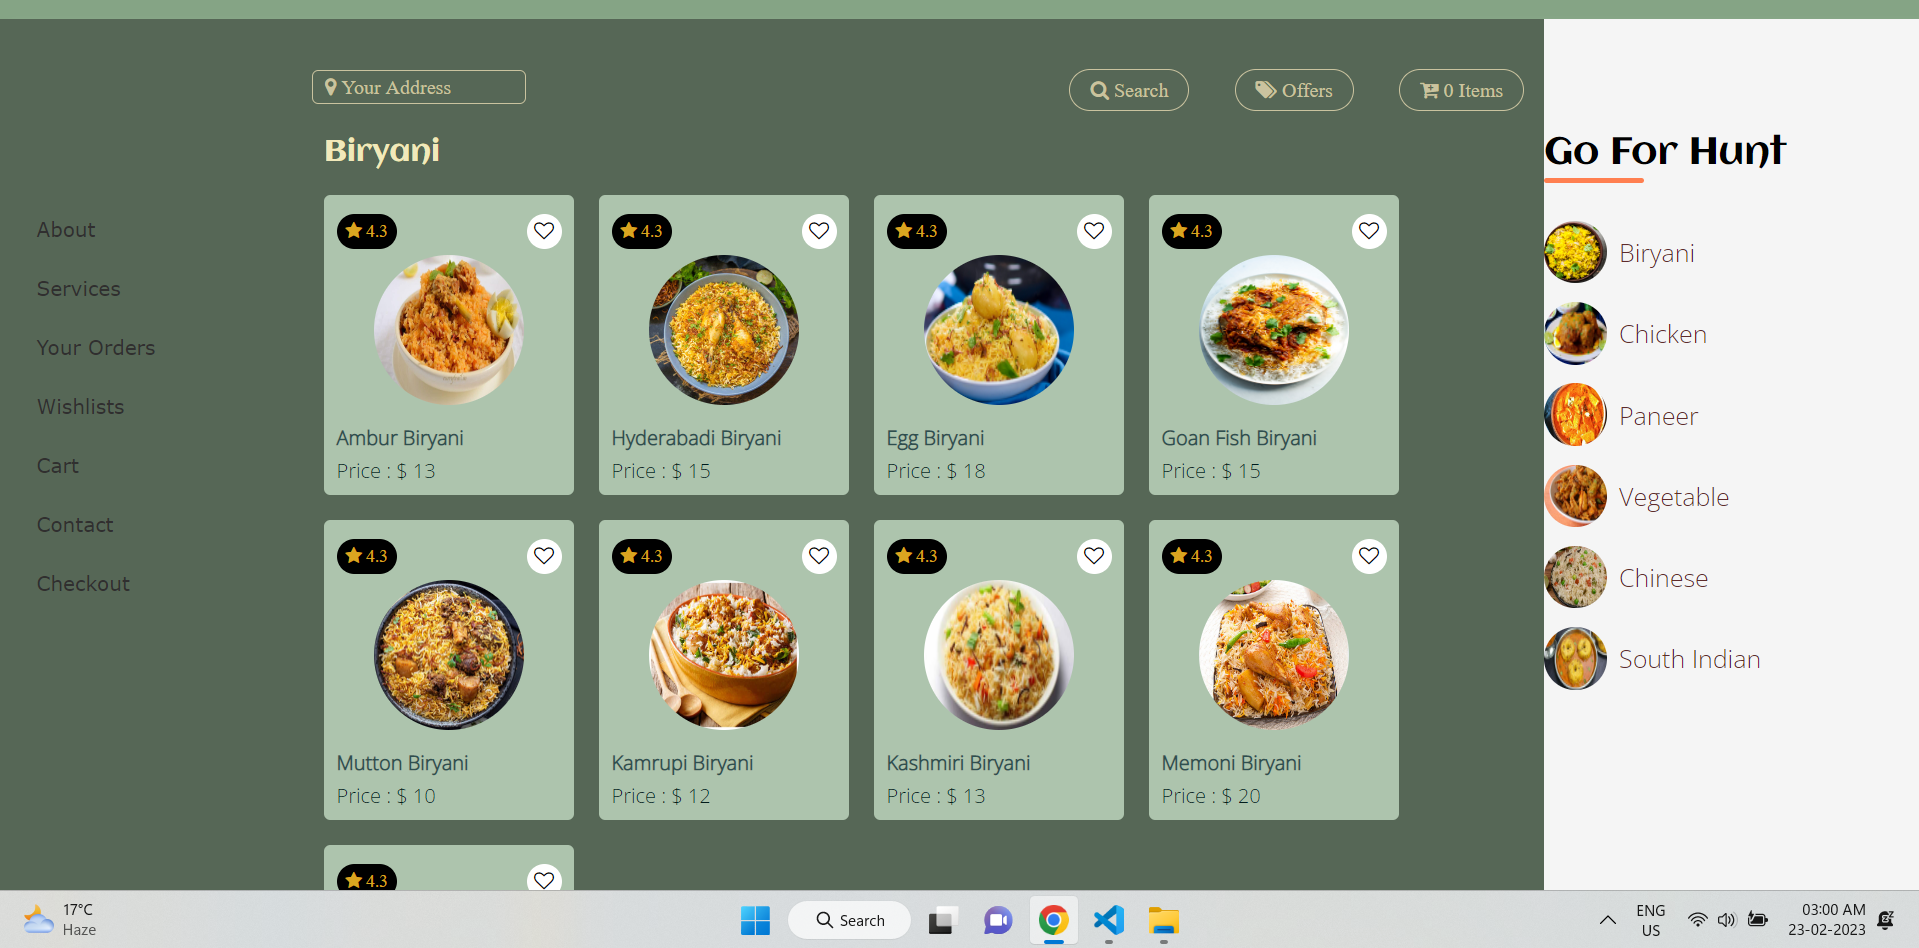 Your Address
Search
Offers
0 Items
Biryani
Go For Hunt
About
Services
Your Orders
Wishlists
Cart
Contact
Checkout
4.3
Ambur Biryani
Price : $ 13
4.3
Hyderabadi Biryani
Price : $ 15
4.3
Egg Biryani
Price : $ 18
4.3
Goan Fish Biryani
Price : $ 15
4.3
Mutton Biryani
Price : $ 10
4.3
Kamrupi Biryani
Price : $ 12
4.3
Kashmiri Biryani
Price : $ 13
4.3
Memoni Biryani
Price : $ 20
4.3
Biryani
Chicken
Paneer
Vegetable
Chinese
South Indian
17°C
Haze
Search
ENG
US
03:00 AM
23-02-2023